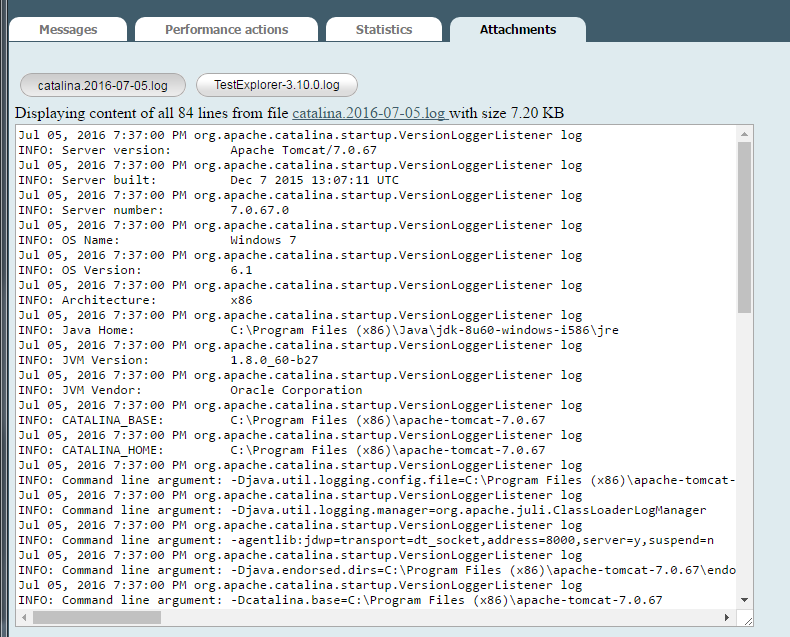 Messages Performance actions Statistics Attachments
catalina.2016-07-05.log TestExplorer-3.10.0.log
Displaying content of all 84 lines from file catalina.2016-07-05.log with size 7.20 KB
Jul 05, 2016 7:37:00 PM org.apache.catalina.startup.VersionLoggerListener log
INFO: Server version:        Apache Tomcat/7.0.67
Jul 05, 2016 7:37:00 PM org.apache.catalina.startup.VersionLoggerListener log
INFO: Server built:          Dec 7 2015 13:07:11 UTC
Jul 05, 2016 7:37:00 PM org.apache.catalina.startup.VersionLoggerListener log
INFO: Server number:         7.0.67.0
Jul 05, 2016 7:37:00 PM org.apache.catalina.startup.VersionLoggerListener log
INFO: OS Name:               Windows 7
Jul 05, 2016 7:37:00 PM org.apache.catalina.startup.VersionLoggerListener log
INFO: OS Version:            6.1
Jul 05, 2016 7:37:00 PM org.apache.catalina.startup.VersionLoggerListener log
INFO: Architecture:          x86
Jul 05, 2016 7:37:00 PM org.apache.catalina.startup.VersionLoggerListener log
INFO: Java Home:             C:\Program Files (x86)\Java\jdk-8u60-windows-i586\jre
Jul 05, 2016 7:37:00 PM org.apache.catalina.startup.VersionLoggerListener log
INFO: JVM Version:           1.8.0_60-b27
Jul 05, 2016 7:37:00 PM org.apache.catalina.startup.VersionLoggerListener log
INFO: JVM Vendor:            Oracle Corporation
Jul 05, 2016 7:37:00 PM org.apache.catalina.startup.VersionLoggerListener log
INFO: CATALINA_BASE:         C:\Program Files (x86)\apache-tomcat-7.0.67
Jul 05, 2016 7:37:00 PM org.apache.catalina.startup.VersionLoggerListener log
INFO: CATALINA_HOME:         C:\Program Files (x86)\apache-tomcat-7.0.67
Jul 05, 2016 7:37:00 PM org.apache.catalina.startup.VersionLoggerListener log
INFO: Command line argument: -Djava.util.logging.config.file=C:\Program Files (x86)\apache-tomcat-
Jul 05, 2016 7:37:00 PM org.apache.catalina.startup.VersionLoggerListener log
INFO: Command line argument: -Djava.util.logging.manager=org.apache.juli.ClassLoaderLogManager
Jul 05, 2016 7:37:00 PM org.apache.catalina.startup.VersionLoggerListener log
INFO: Command line argument: -agentlib:jdwp=transport=dt_socket,address=8000,server=y,suspend=n
Jul 05, 2016 7:37:00 PM org.apache.catalina.startup.VersionLoggerListener log
INFO: Command line argument: -Djava.endorsed.dirs=C:\Program Files (x86)\apache-tomcat-7.0.67\endo
Jul 05, 2016 7:37:00 PM org.apache.catalina.startup.VersionLoggerListener log
INFO: Command line argument: -Dcatalina.base=C:\Program Files (x86)\apache-tomcat-7.0.67